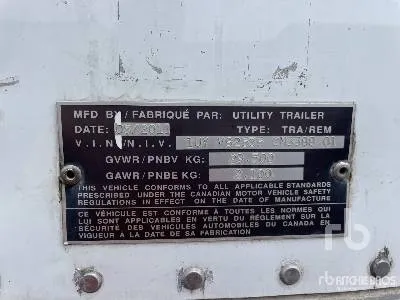 MFD BY/FABRIQUÉ PAR: UTILITY TRAILER
DATE: TYPE: TRA/REM
V.I.N/N.I.V.
GVWR/PNBV KG:
GAWR/PNBE KG:
THIS VEHICLE CONFORMS TO ALL APPLICABLE STANDARDS
PRESCRIBED UNDER THE CANADIAN MOTOR VEHICLE SAFETY
REGULATIONS IN EFFECT ON THE DATE OF MANUFACTURE
CE VÉHICULE EST CONFORME À TOUTES LES NORMES QUI
LUI SONT APPLICABLES EN VERTU DU RÈGLEMENT SUR LA
SÉCURITÉ DES VÉHICULES AUTOMOBILES DU CANADA EN
VIGUEUR À LA DATE DE SA FABRICATION
rb
RITCHIE BROS